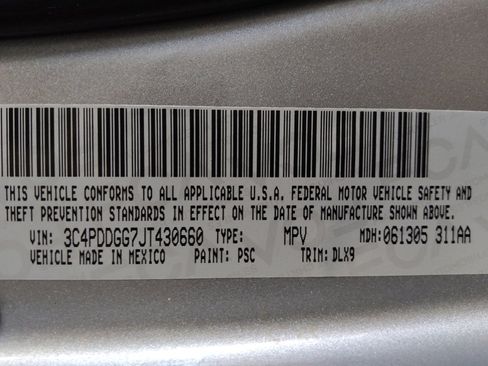 THIS VEHICLE CONFORMS TO ALL APPLICABLE U.S.A. FEDERAL MOTOR VEHICLE SAFETY AND
THEFT PREVENTION STANDARDS IN EFFECT ON THE DATE OF MANUFACTURE SHOWN ABOVE.
VIN: 3C4PDDGG7JT430660 TYPE: MPV MDH: 061305 311AA
VEHICLE MADE IN MEXICO PAINT: PSC TRIM: DLX9